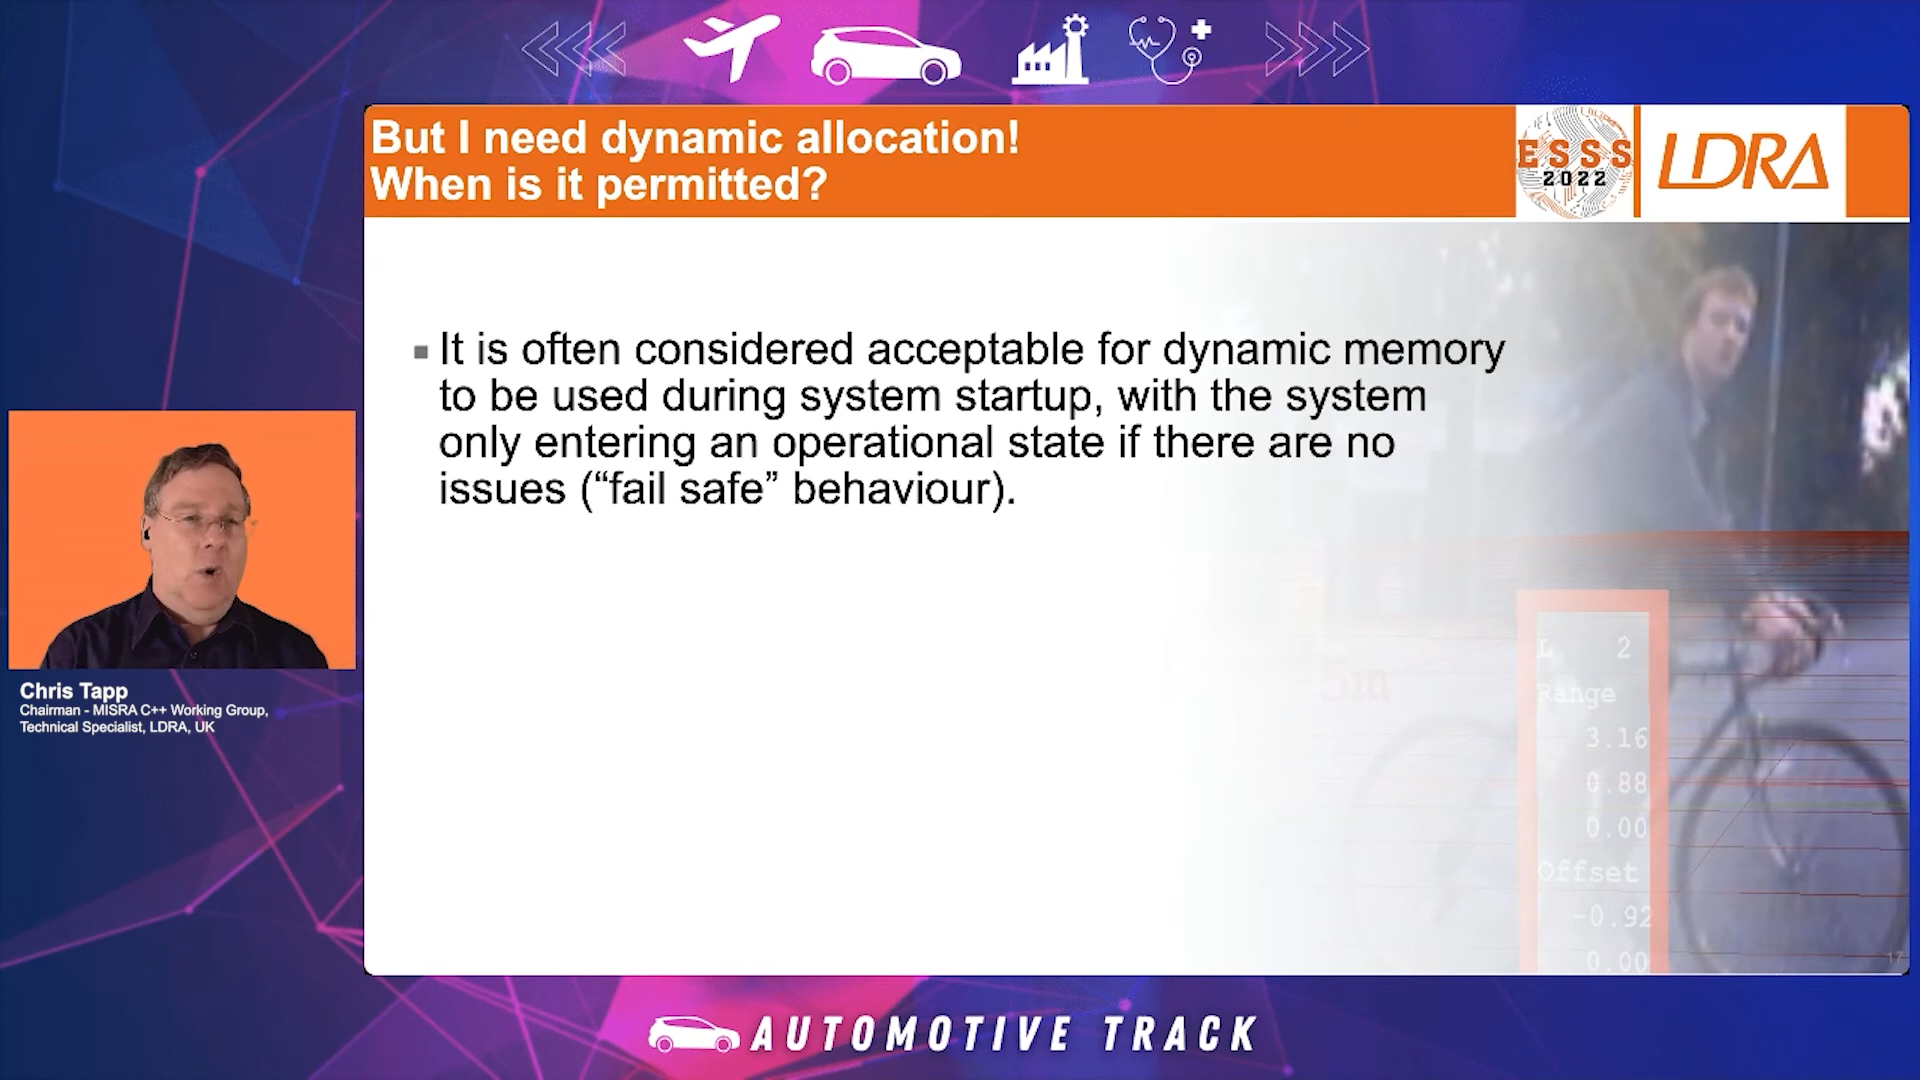 But I need dynamic allocation!
When is it permitted?
ESSS
2022
LDRA
▪ It is often considered acceptable for dynamic memory
to be used during system startup, with the system
only entering an operational state if there are no
issues (“fail safe” behaviour).
5m
L 2
Range
3.16
0.88
0.00
Offset
-0.92
0.00
17
Chris Tapp
Chairman - MISRA C++ Working Group,
Technical Specialist, LDRA, UK
AUTOMOTIVE TRACK